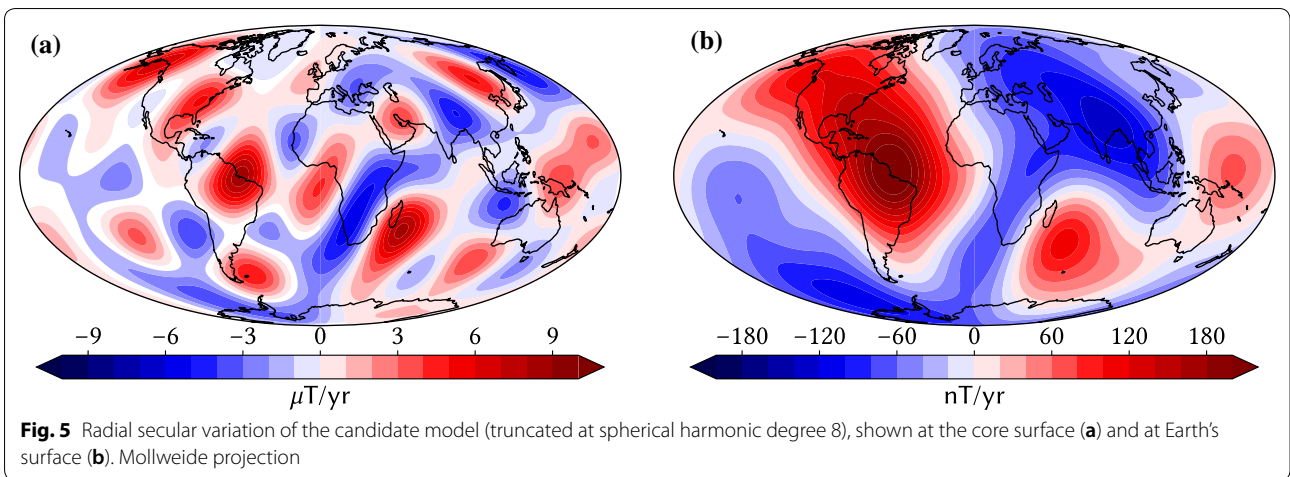 (a)
(b)
−9 −6 −3 0 3 6 9
μT/yr
−180 −120 −60 0 60 120 180
nT/yr
Fig. 5 Radial secular variation of the candidate model (truncated at spherical harmonic degree 8), shown at the core surface (a) and at Earth’s
surface (b). Mollweide projection